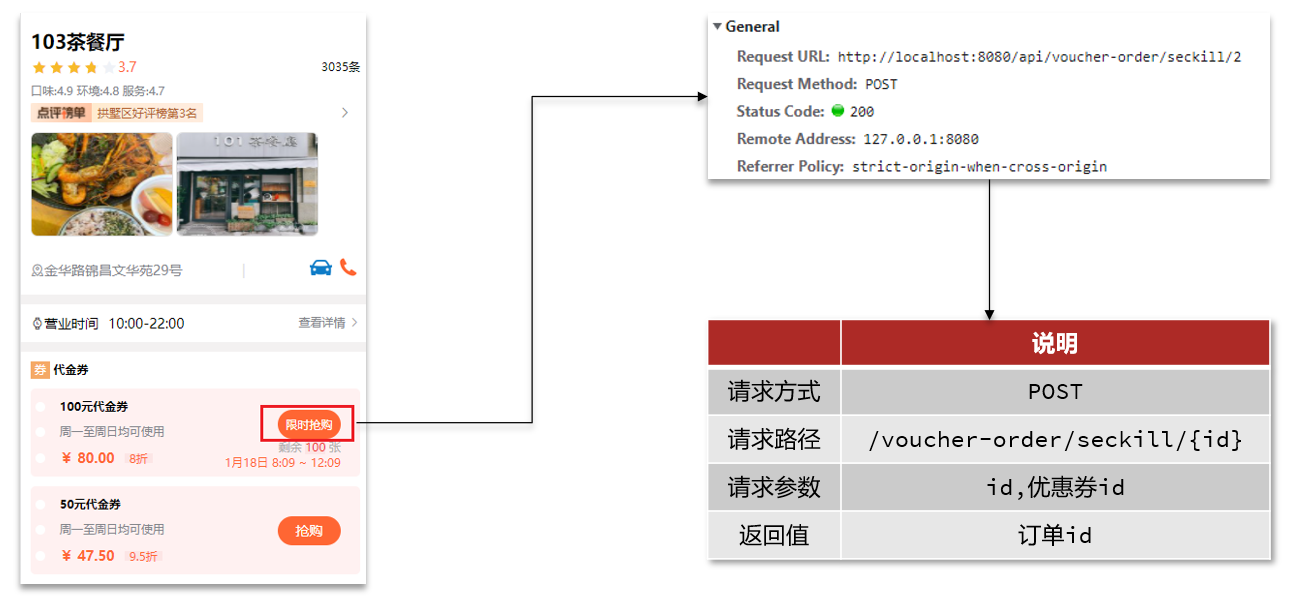 103茶餐厅
3.7
3035条
口味:4.9 环境:4.8 服务:4.7
点评榜单 拱墅区好评榜第3名
101茶餐厅
金华路锦昌文华苑29号
营业时间 10:00-22:00
查看详情
券 代金券
100元代金券
限时抢购
周一至周日均可使用
剩余 100 张
¥ 80.00 8折
1月18日 8:09 ~ 12:09
50元代金券
周一至周日均可使用
抢购
¥ 47.50 9.5折
General
Request URL: http://localhost:8080/api/voucher-order/seckill/2
Request Method: POST
Status Code: 200
Remote Address: 127.0.0.1:8080
Referrer Policy: strict-origin-when-cross-origin
说明
请求方式 POST
请求路径 /voucher-order/seckill/{id}
请求参数 id,优惠券id
返回值 订单id